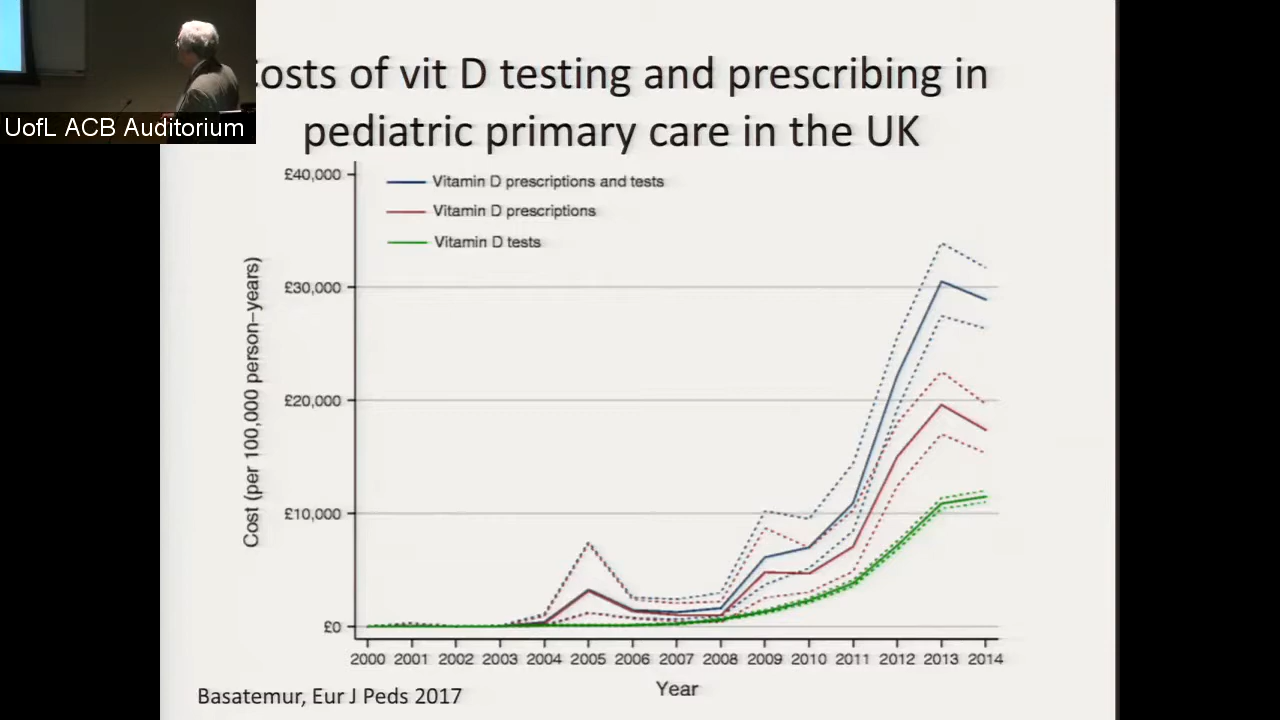 UofL ACB Auditorium
osts of vit D testing and prescribing in
pediatric primary care in the UK
£40,000
£30,000
£20,000
£10,000
£0
Cost (per 100,000 person–years)
Vitamin D prescriptions and tests
Vitamin D prescriptions
Vitamin D tests
2000 2001 2002 2003 2004 2005 2006 2007 2008 2009 2010 2011 2012 2013 2014
Year
Basatemur, Eur J Peds 2017